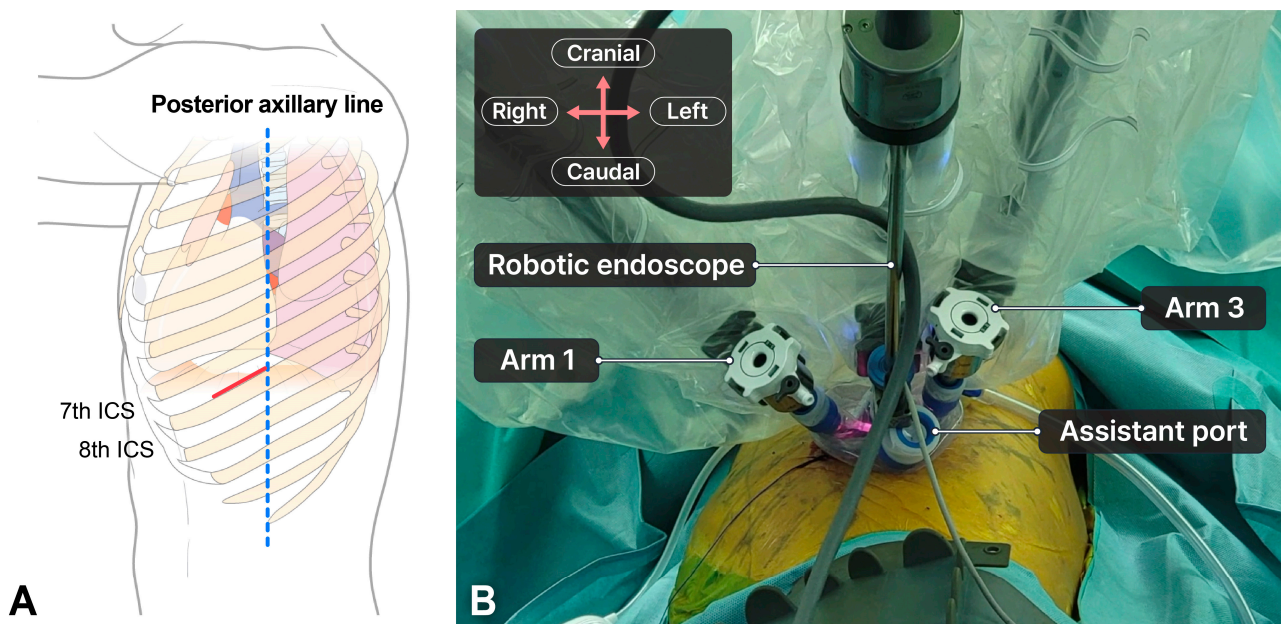 Posterior axillary line
7th ICS
8th ICS
A
Cranial
Right
Left
Caudal
Robotic endoscope
Arm 3
Arm 1
Assistant port
B